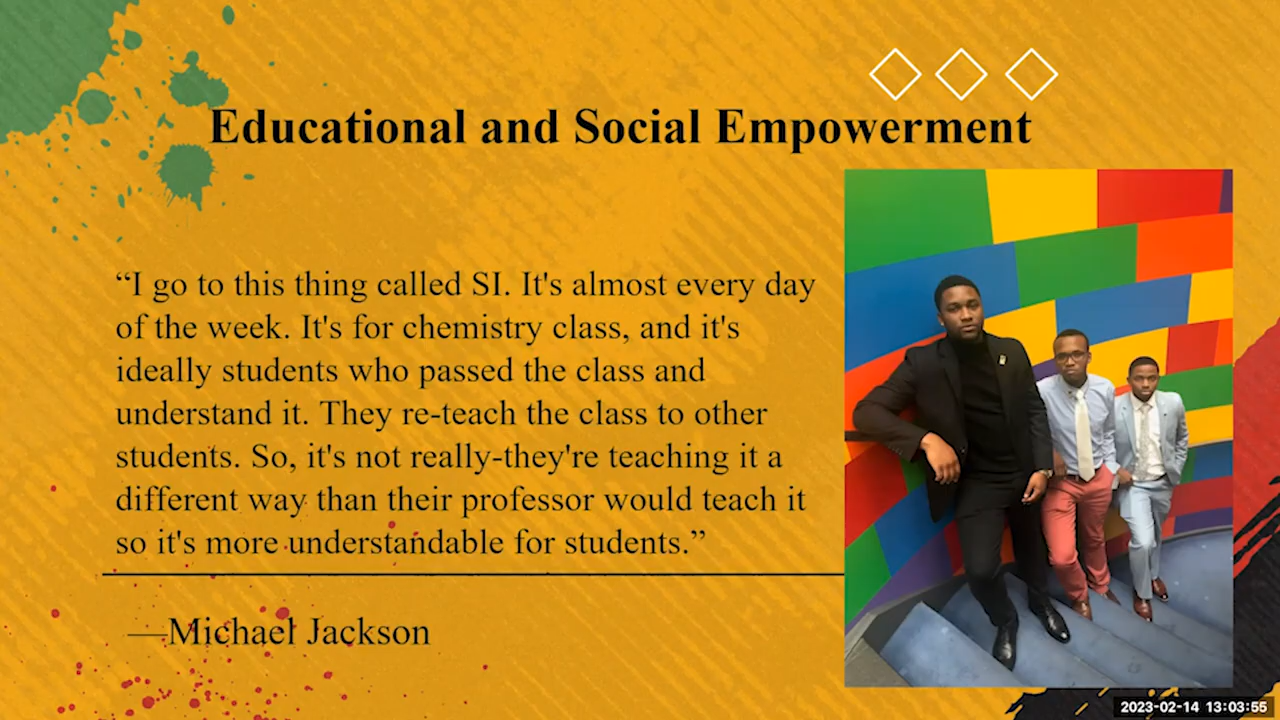 Educational and Social Empowerment
“I go to this thing called SI. It's almost every day
of the week. It's for chemistry class, and it's
ideally students who passed the class and
understand it. They re-teach the class to other
students. So, it's not really-they're teaching it a
different way than their professor would teach it
so it's more understandable for students.”
—Michael Jackson
2023-02-14 13:03:55